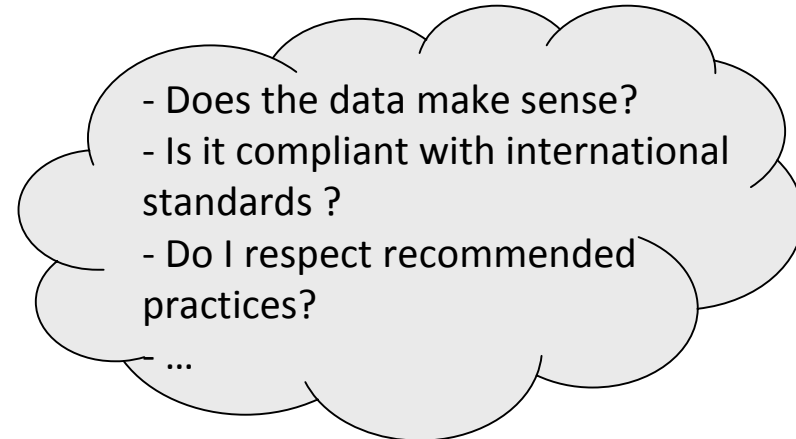 - Does the data make sense?
- Is it compliant with international
standards ?
- Do I respect recommended
practices?
- ...